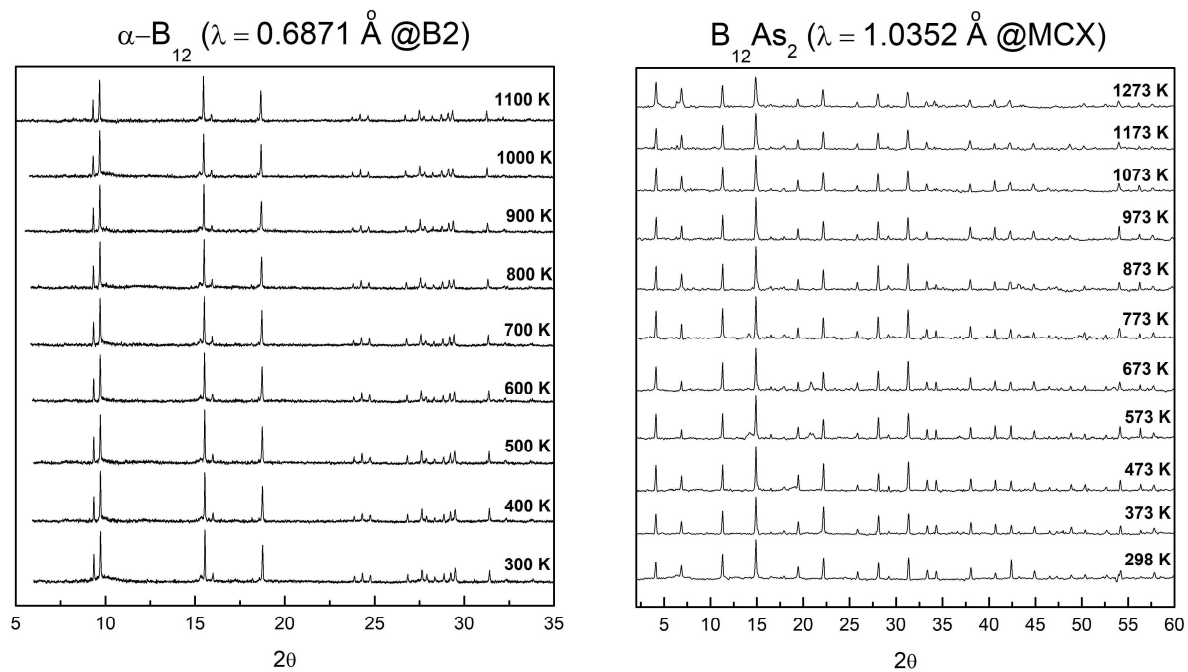 α–B12 (λ = 0.6871 Å @B2)
1100 K
1000 K
900 K
800 K
700 K
600 K
500 K
400 K
300 K
5 10 15 20 25 30 35
2θ
B12As2 (λ = 1.0352 Å @MCX)
1273 K
1173 K
1073 K
973 K
873 K
773 K
673 K
573 K
473 K
373 K
298 K
5 10 15 20 25 30 35 40 45 50 55 60
2θ